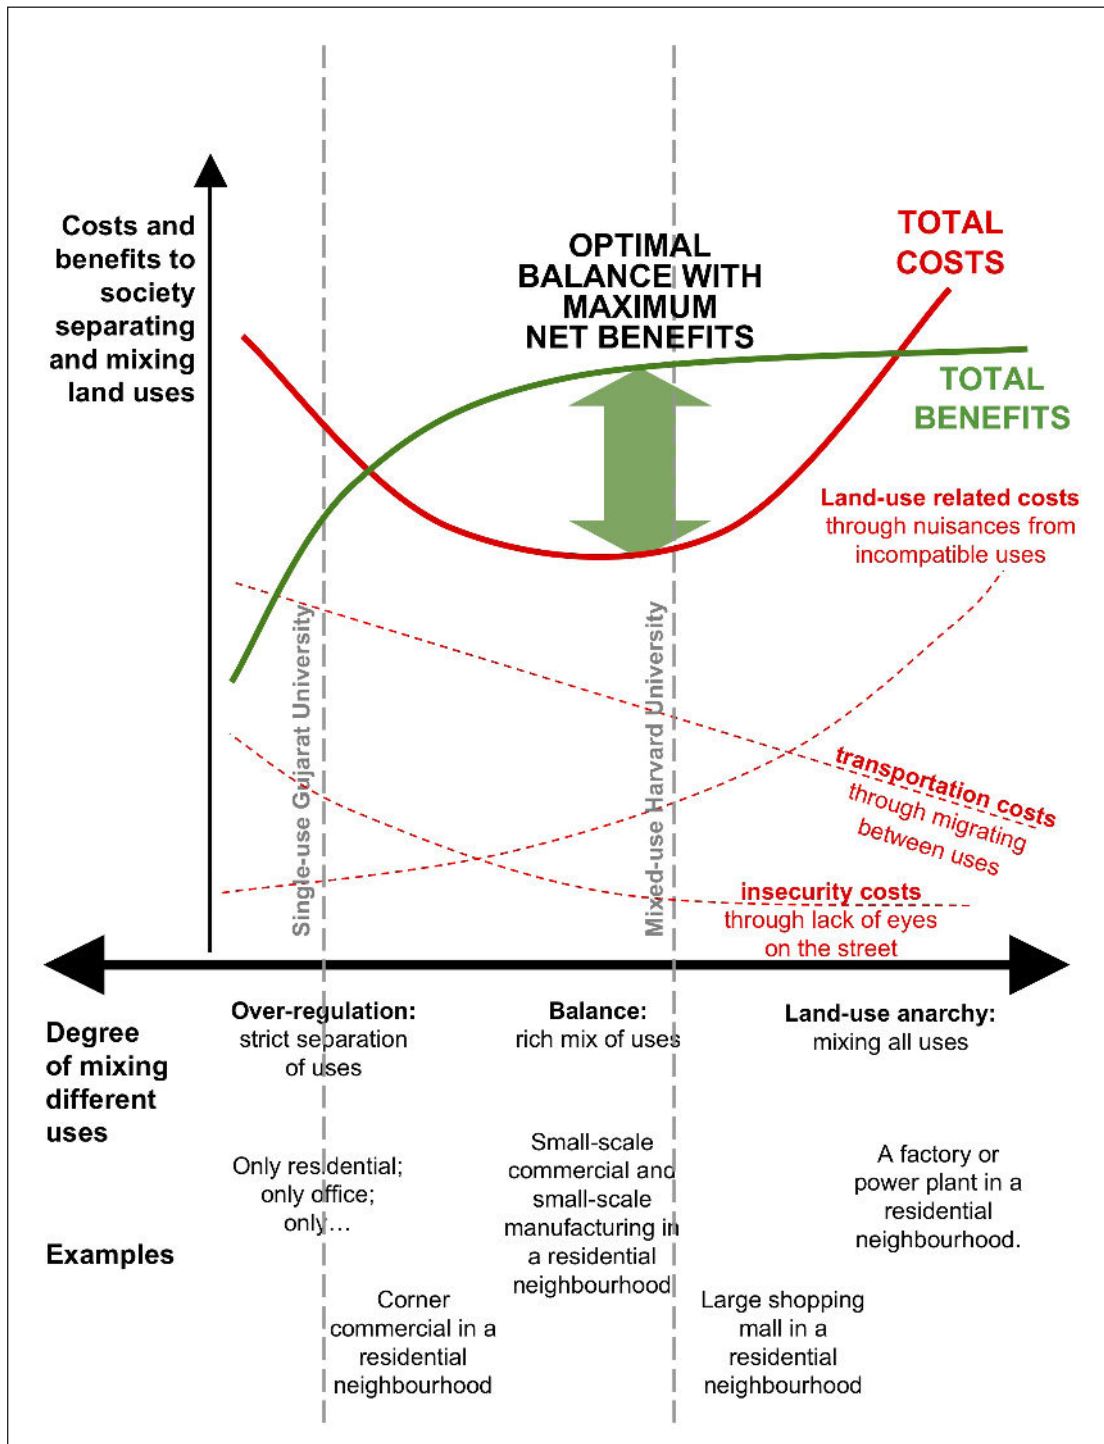 Costs and
benefits to
society
separating
and mixing
land uses
OPTIMAL
BALANCE WITH
MAXIMUM
NET BENEFITS
TOTAL
COSTS
TOTAL
BENEFITS
Land-use related costs
through nuisances from
incompatible uses
Single-use Gujarat University
Mixed-use Harvard University
transportation costs
through migrating
between uses
insecurity costs
through lack of eyes
on the street
Degree
of mixing
different
uses
Over-regulation:
strict separation
of uses
Balance:
rich mix of uses
Land-use anarchy:
mixing all uses
Examples
Only residential;
only office;
only...
Corner
commercial in a
residential
neighbourhood
Small-scale
commercial and
small-scale
manufacturing in
a residential
neighbourhood
Large shopping
mall in a
residential
neighbourhood
A factory or
power plant in a
residential
neighbourhood.